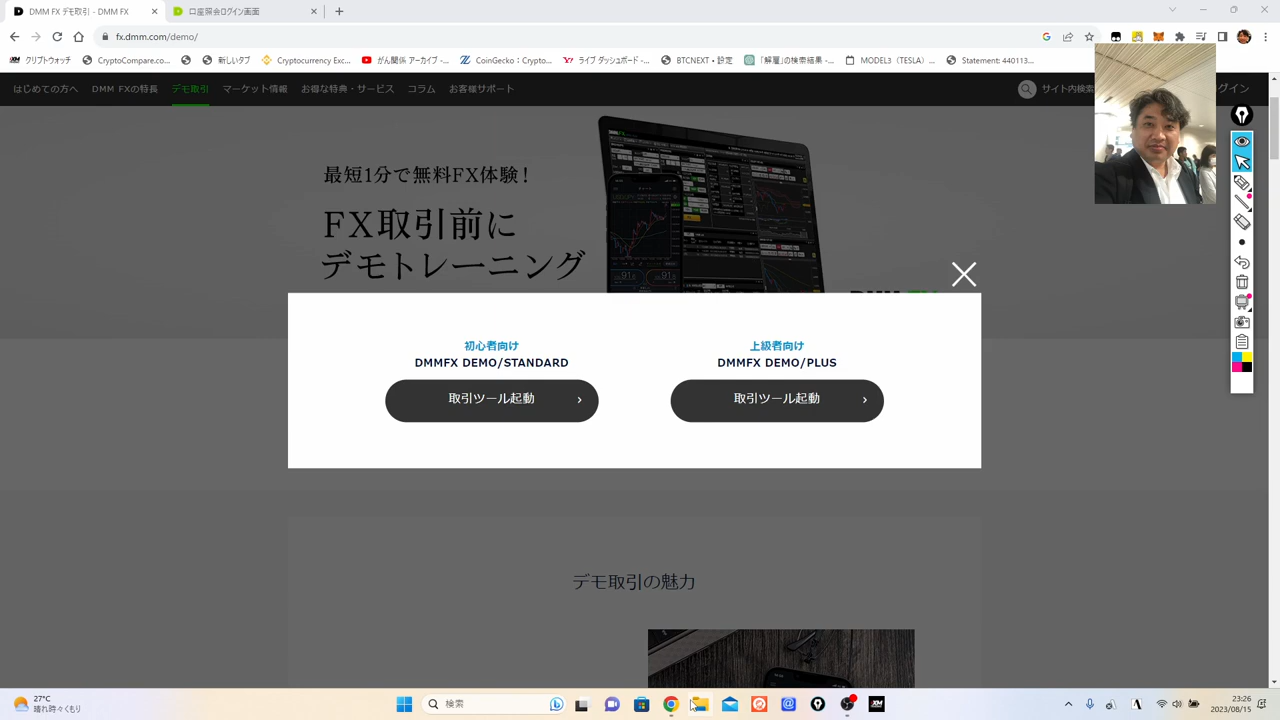 DMM FX デモ取引 - DMM FX
口座照会ログイン画面
fx.dmm.com/demo/
クリプトウォッチ
CryptoCompare.co...
新しいタブ
Cryptocurrency Exc...
がん関係 アーカイブ -...
CoinGecko：Crypto...
ライブ ダッシュボード -...
BTCNEXT • 設定
「解雇」の検索結果 -...
MODEL3（TESLA）...
Statement: 440113...
はじめての方へ DMM FXの特長 デモ取引 マーケット情報 お得な特典・サービス コラム お客様サポート
サイト内検索
グイン
最短1分で無料FX体験！
FX取引前に
デモトレーニング
初心者向け
DMMFX DEMO/STANDARD
取引ツール起動
上級者向け
DMMFX DEMO/PLUS
取引ツール起動
デモ取引の魅力
27°C
晴れ時々くもり
検索
23:26
2023/08/15